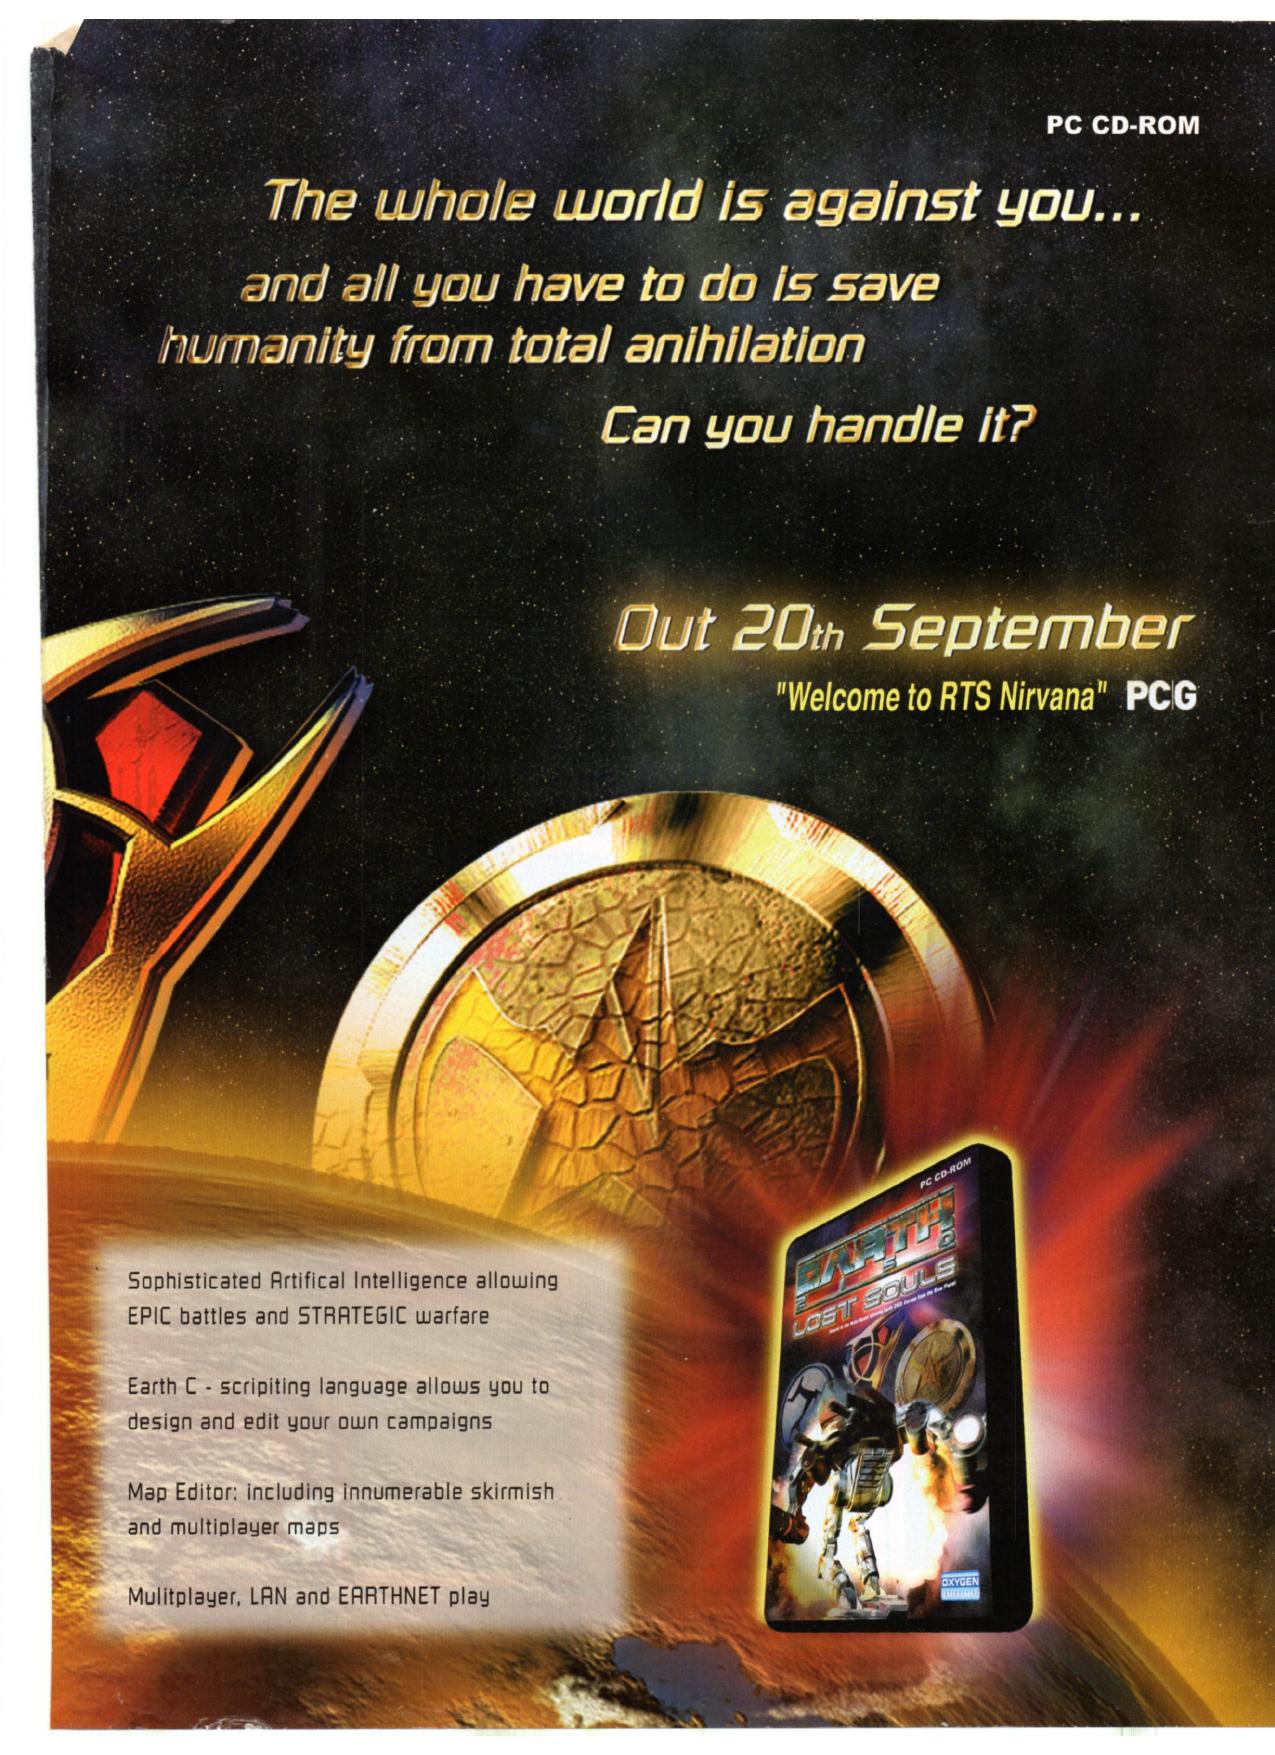 PC CD-ROM
The whole world is against you...
and all you have to do is save
humanity from total anihilation
Can you handle it?
Out 20th September
"Welcome to RTS Nirvana" PCG
Sophisticated Artifical Intelligence allowing
EPIC battles and STRATEGIC warfare
Earth C - scripiting language allows you to
design and edit your own campaigns
Map Editor: including innumerable skirmish
and multiplayer maps
Mulitplayer, LAN and EARTHNET play
PC CD-ROM
EARTH
2150
LOST SOULS
OXYGEN